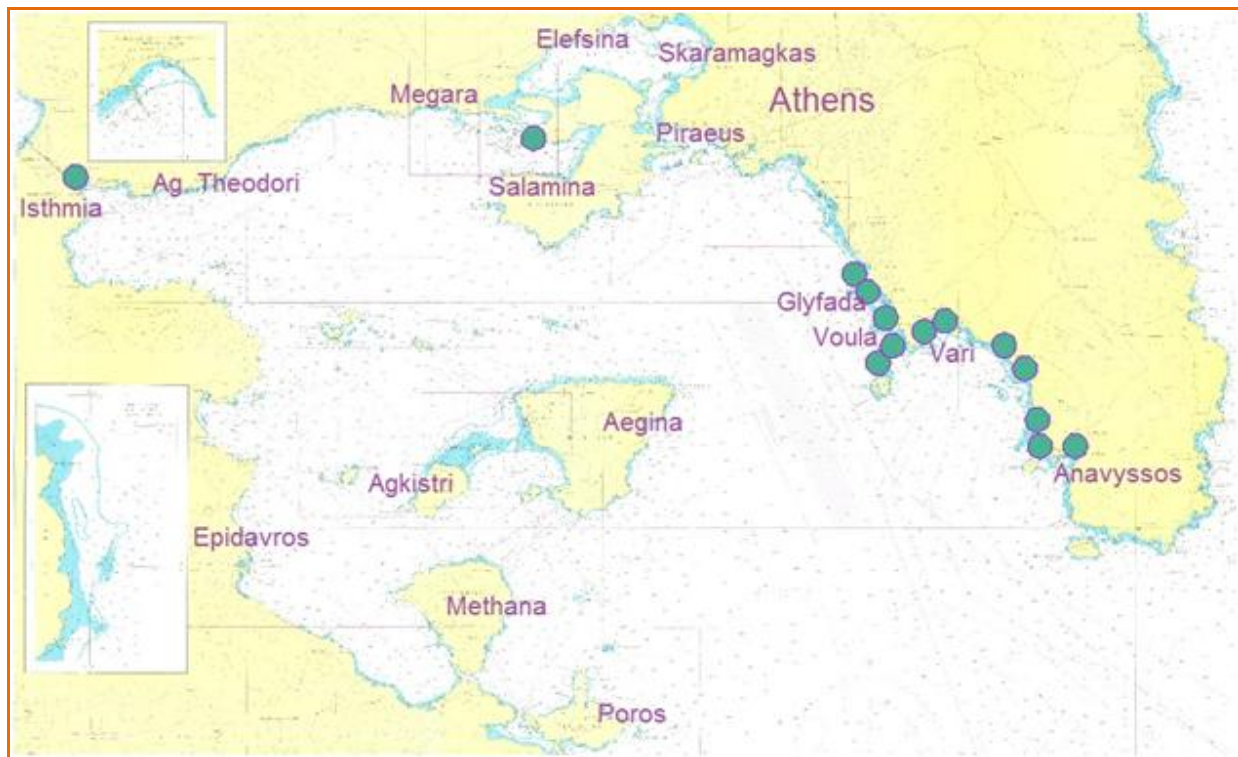 Elefsina
Skaramagkas
Megara
Athens
Piraeus
Ag. Theodori
Salamina
Isthmia
Glyfada
Voula
Vari
Aegina
Agkistri
Anavyssos
Epidavros
Methana
Poros